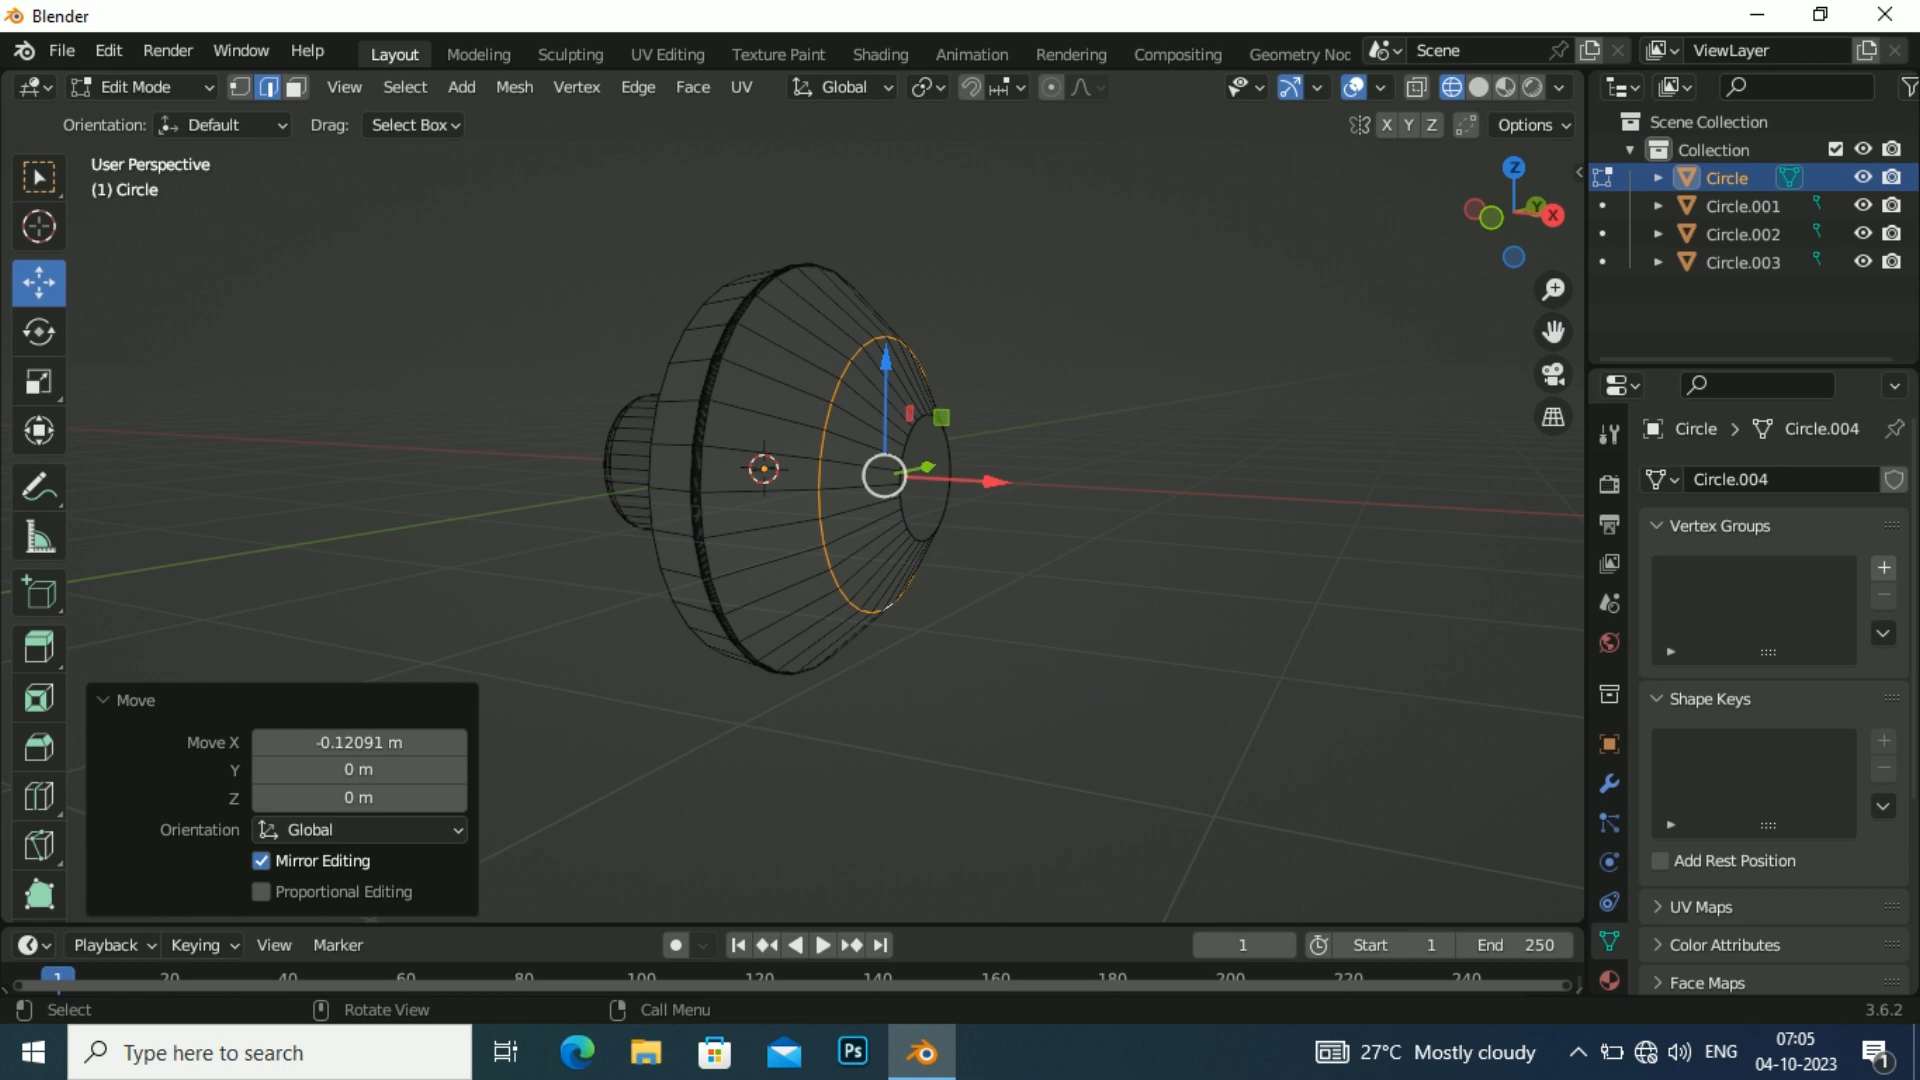 Blender
File Edit Render Window Help Layout Modeling Sculpting UV Editing Texture Paint Shading Animation Rendering Compositing Geometry Noc Scene ViewLayer
Edit Mode View Select Add Mesh Vertex Edge Face UV Global
Orientation: Default Drag: Select Box X Y Z Options
Scene Collection
Collection
Circle
Circle.001
Circle.002
Circle.003
User Perspective
(1) Circle
Z
Y
X
Circle Circle.004
Circle.004
Vertex Groups
Shape Keys
Add Rest Position
UV Maps
Color Attributes
Face Maps
Move
Move X -0.12091 m
Y 0 m
Z 0 m
Orientation Global
Mirror Editing
Proportional Editing
Playback Keying View Marker 1 Start 1 End 250
1 20 40 60 80 100 120 140 160 180 200 220 240
Select Rotate View Call Menu 3.6.2
Type here to search Ps 27°C Mostly cloudy ENG 07:05
04-10-2023 1